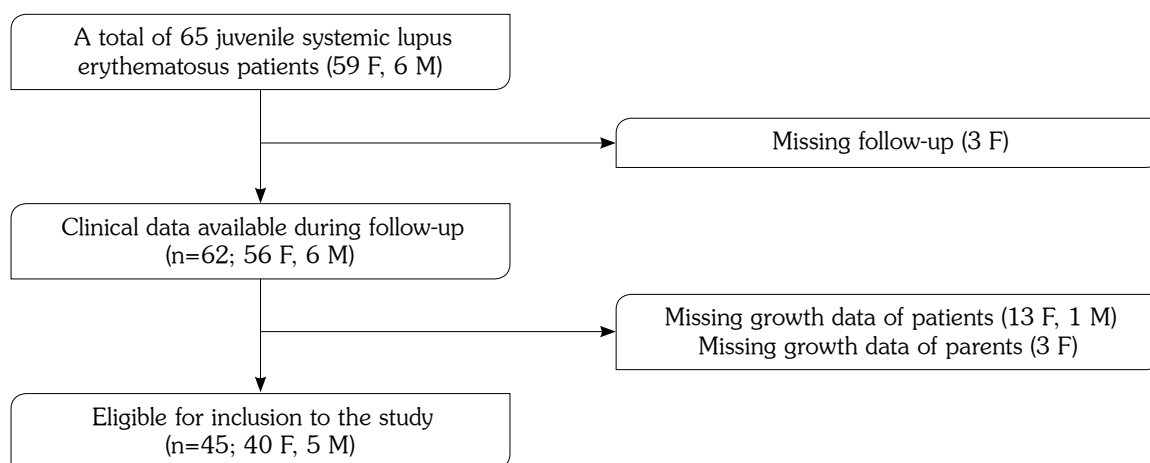 A total of 65 juvenile systemic lupus
erythematosus patients (59 F, 6 M)
Missing follow-up (3 F)
Clinical data available during follow-up
(n=62; 56 F, 6 M)
Missing growth data of patients (13 F, 1 M)
Missing growth data of parents (3 F)
Eligible for inclusion to the study
(n=45; 40 F, 5 M)